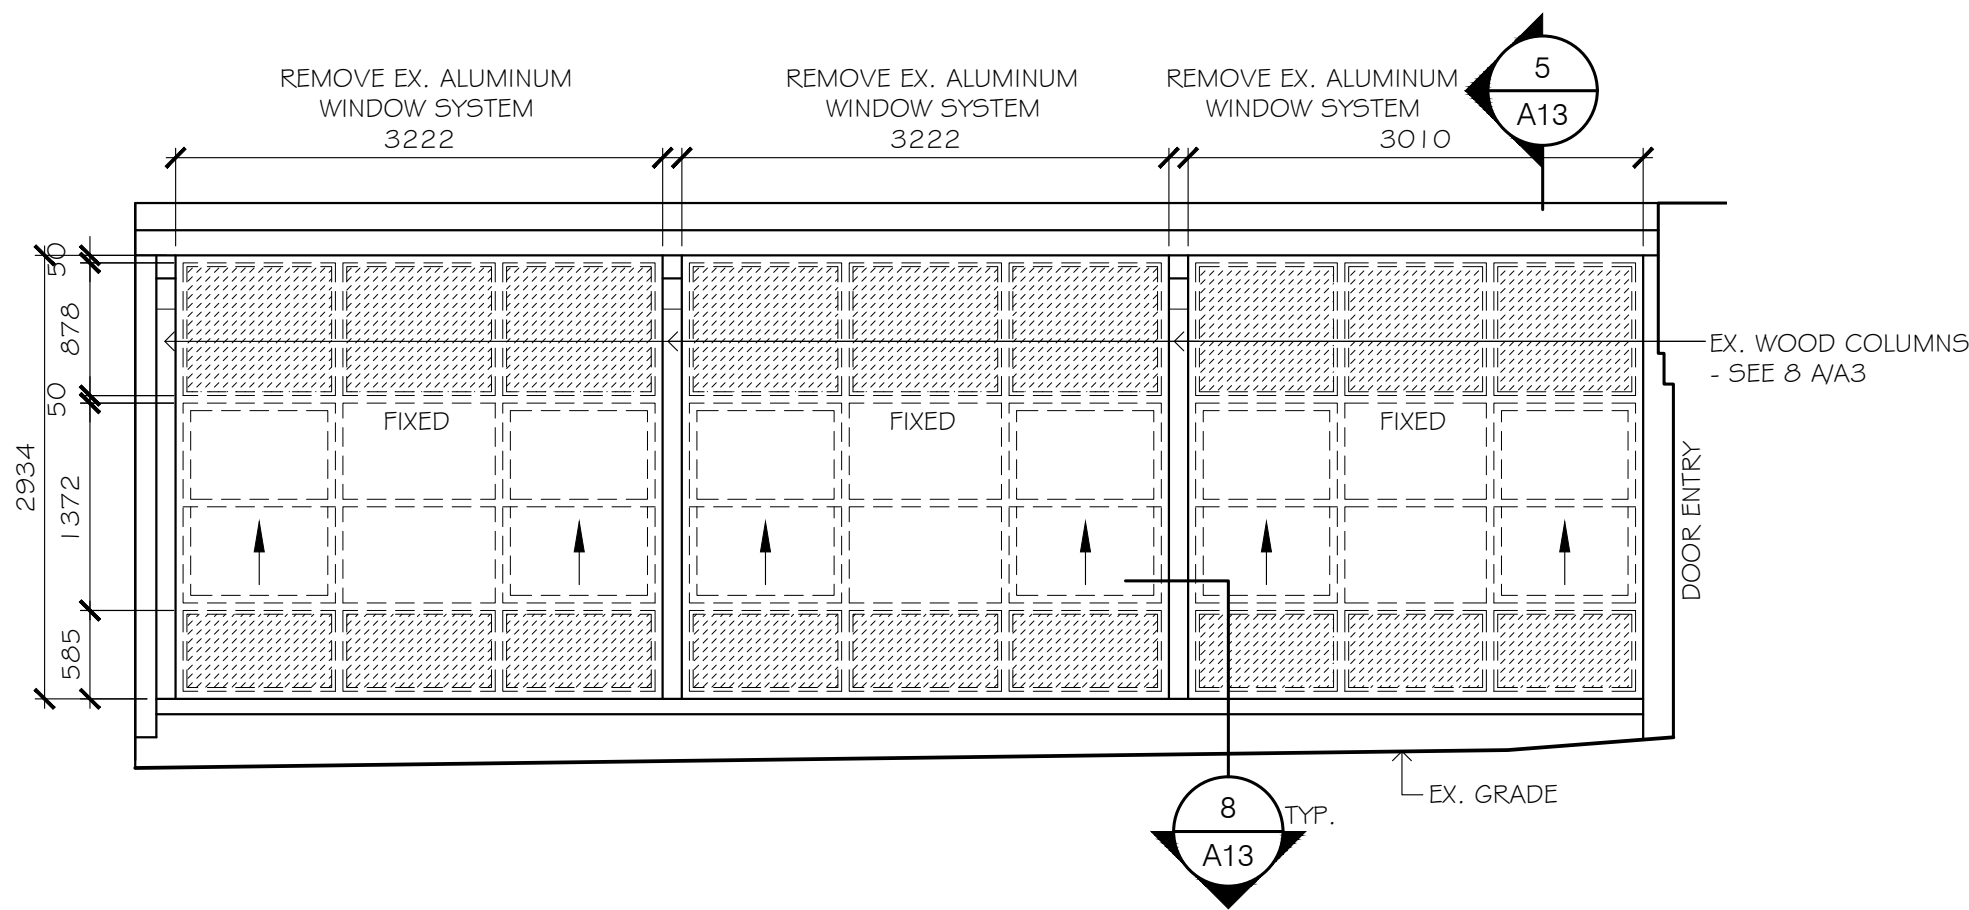 REMOVE EX. ALUMINUM
WINDOW SYSTEM
3222
REMOVE EX. ALUMINUM
WINDOW SYSTEM
3222
REMOVE EX. ALUMINUM
WINDOW SYSTEM
3010
5
A13
50
878
50
2934
1372
585
FIXED
FIXED
FIXED
EX. WOOD COLUMNS
- SEE 8 A/A3
DOOR ENTRY
EX. GRADE
8
A13
TYP.